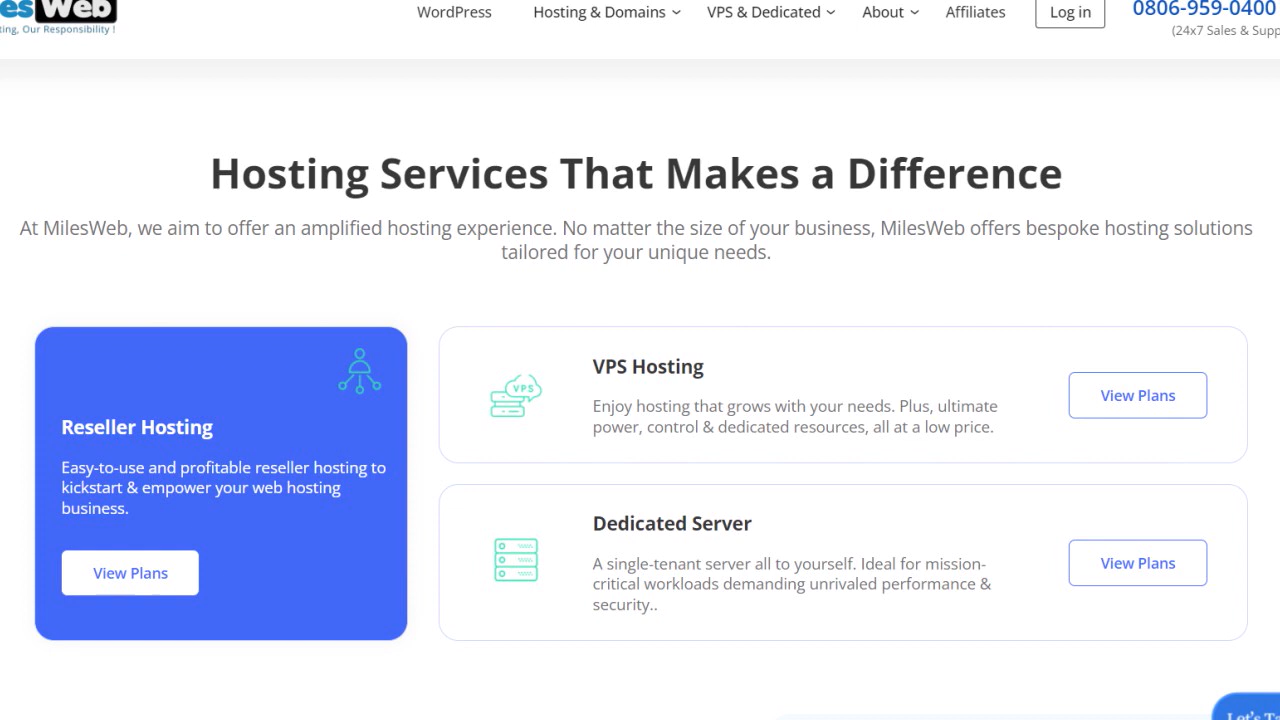 esWeb
ting, Our Responsibility !
WordPress
Hosting & Domains
VPS & Dedicated
About
Affiliates
Log in
0806-959-0400
(24x7 Sales & Supp
Hosting Services That Makes a Difference
At MilesWeb, we aim to offer an amplified hosting experience. No matter the size of your business, MilesWeb offers bespoke hosting solutions
tailored for your unique needs.
Reseller Hosting
Easy-to-use and profitable reseller hosting to
kickstart & empower your web hosting
business.
View Plans
VPS
VPS Hosting
Enjoy hosting that grows with your needs. Plus, ultimate
power, control & dedicated resources, all at a low price.
View Plans
Dedicated Server
A single-tenant server all to yourself. Ideal for mission-
critical workloads demanding unrivaled performance &
security..
View Plans
Let's